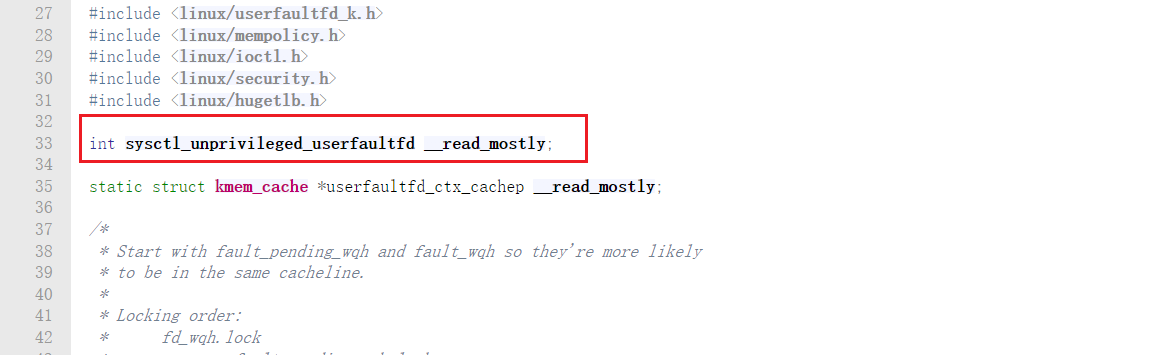 27 #include <linux/userfaultfd_k.h>
28 #include <linux/mempolicy.h>
29 #include <linux/ioctl.h>
30 #include <linux/security.h>
31 #include <linux/hugetlb.h>
32
33 int sysctl_unprivileged_userfaultfd __read_mostly;
34
35 static struct kmem_cache *userfaultfd_ctx_cachep __read_mostly;
36
37 /*
38  * Start with fault_pending_wqh and fault_wqh so they're more likely
39  * to be in the same cacheline.
40  *
41  * Locking order:
42  *      fd_wqh.lock